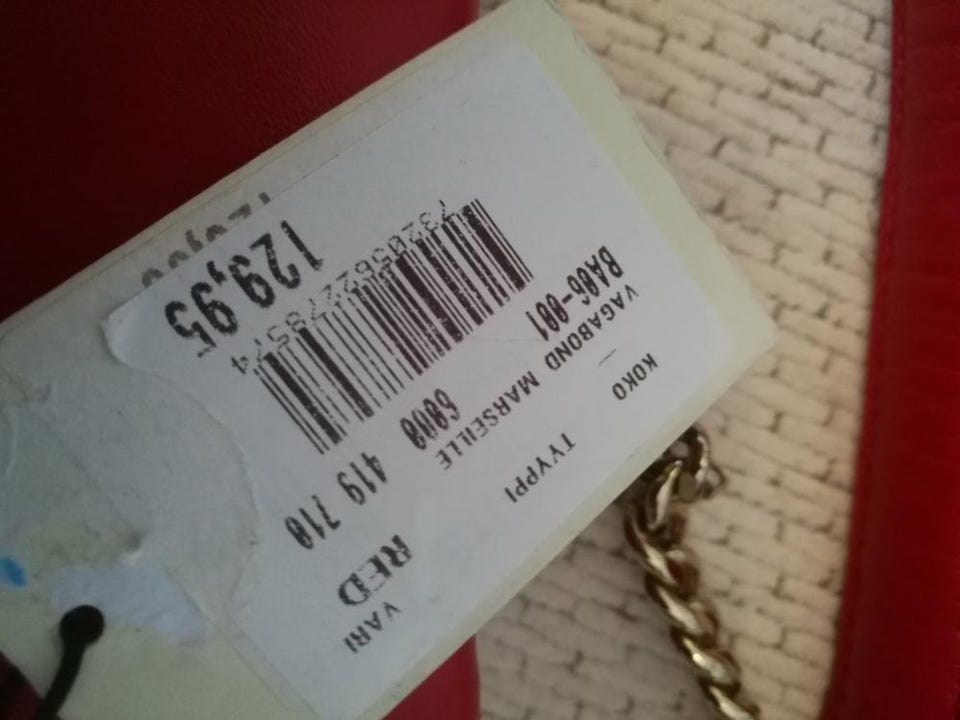 KOKO TYYPPI VARI
— RED
VAGABOND MARSEILLE
BA06-001 6000 419 710
7320562278574
129,95